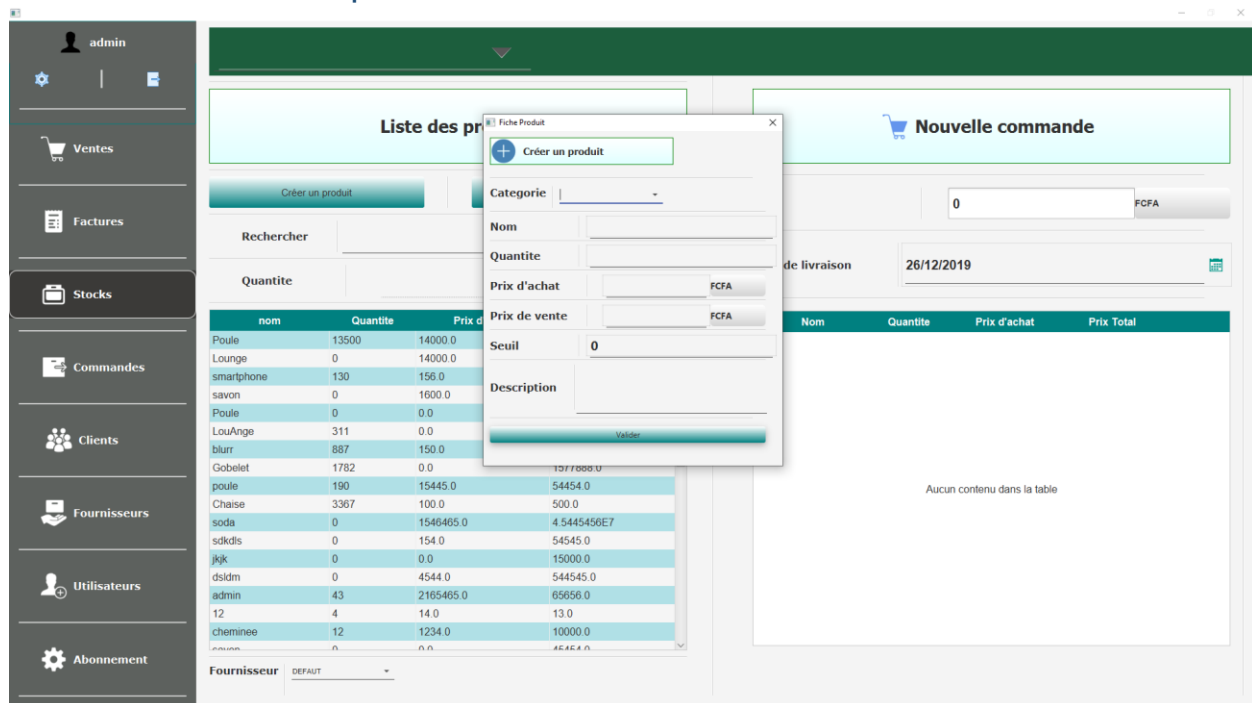 admin
Ventes
Factures
Stocks
Commandes
Clients
Fournisseurs
Utilisateurs
Abonnement
Liste des pr
Créer un produit
Rechercher
Quantite
nom Quantite Prix d
Poule 13500 14000.0
Lounge 0 14000.0
smartphone 130 156.0
savon 0 1600.0
Poule 0 0.0
LouAnge 311 0.0
blurr 887 150.0
Gobelet 1782 0.0 1577888.0
poule 190 15445.0 54454.0
Chaise 3367 100.0 500.0
soda 0 1546465.0 4.5445456E7
sdkdls 0 154.0 54545.0
jkjk 0 0.0 15000.0
dsldm 0 4544.0 544545.0
admin 43 2165465.0 65656.0
12 4 14.0 13.0
cheminee 12 1234.0 10000.0
0 0.0 45454.0
Fournisseur DEFAUT
Fiche Produit
Créer un produit
Categorie
Nom
Quantite
Prix d'achat FCFA
Prix de vente FCFA
Seuil 0
Description
Valider
Nouvelle commande
0 FCFA
de livraison 26/12/2019
Nom Quantite Prix d'achat Prix Total
Aucun contenu dans la table